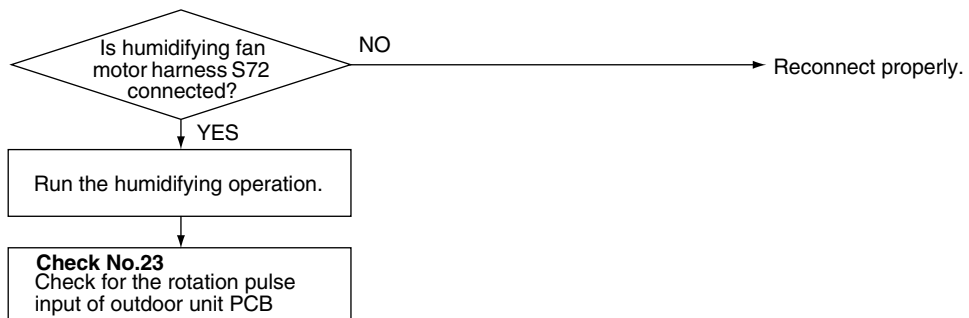 Is humidifying fan
motor harness S72
connected?
NO
Reconnect properly.
YES
Run the humidifying operation.
Check No.23
Check for the rotation pulse
input of outdoor unit PCB